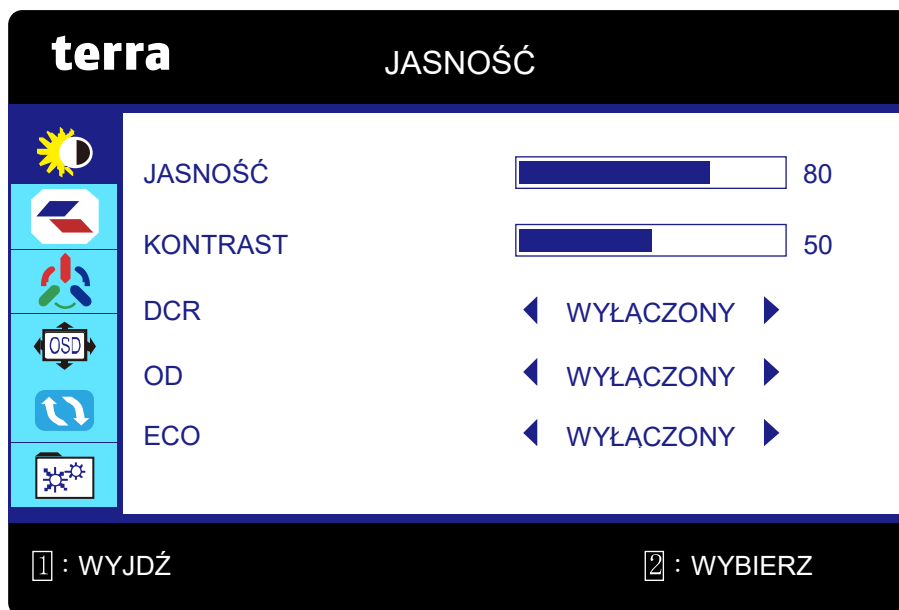 terra JASNOŚĆ
JASNOŚĆ 80
KONTRAST 50
DCR WYŁĄCZONY
OSD
OD WYŁĄCZONY
ECO WYŁĄCZONY
1 : WYJDŹ 2 : WYBIERZ